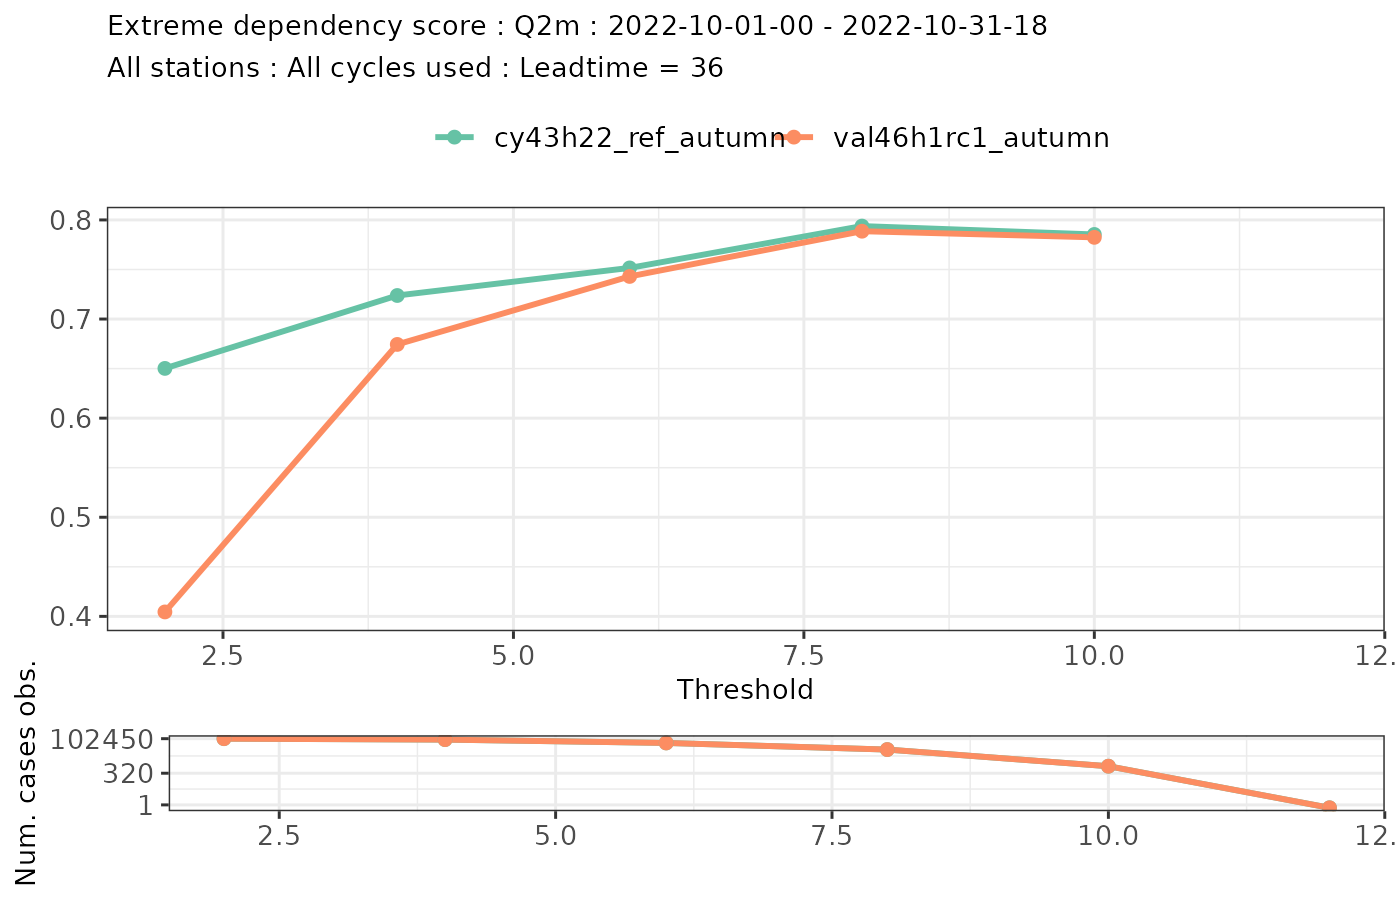 Extreme dependency score : Q2m : 2022-10-01-00 - 2022-10-31-18
All stations : All cycles used : Leadtime = 36
cy43h22_ref_autumn val46h1rc1_autumn
0.8
0.7
0.6
0.5
0.4
2.5 5.0 7.5 10.0 12.
Threshold
Num. cases obs.
102450
320
1
2.5 5.0 7.5 10.0 12.